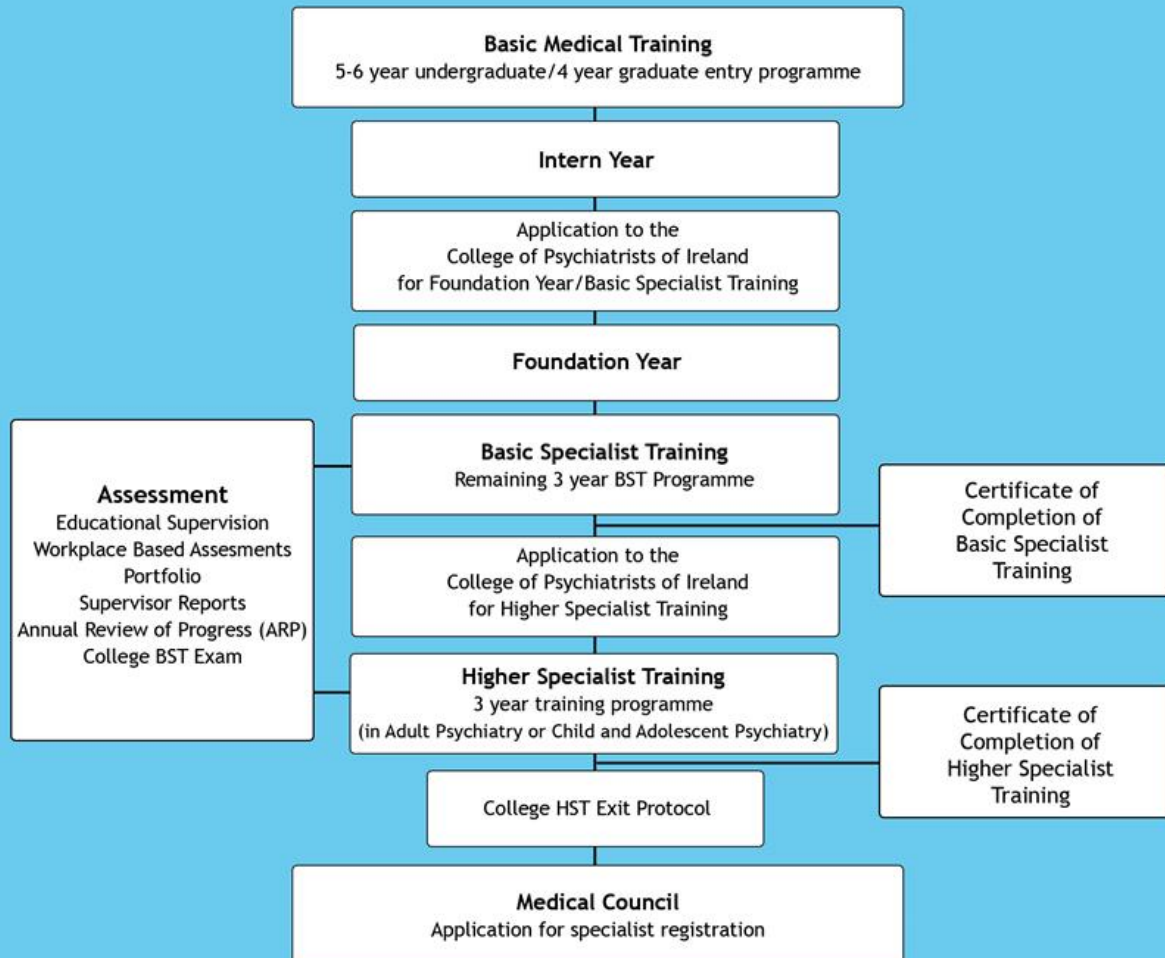 Basic Medical Training
5-6 year undergraduate/4 year graduate entry programme
Intern Year
Application to the
College of Psychiatrists of Ireland
for Foundation Year/Basic Specialist Training
Foundation Year
Basic Specialist Training
Remaining 3 year BST Programme
Assessment
Educational Supervision
Workplace Based Assesments
Portfolio
Supervisor Reports
Annual Review of Progress (ARP)
College BST Exam
Certificate of
Completion of
Basic Specialist
Training
Application to the
College of Psychiatrists of Ireland
for Higher Specialist Training
Higher Specialist Training
3 year training programme
(in Adult Psychiatry or Child and Adolescent Psychiatry)
Certificate of
Completion of
Higher Specialist
Training
College HST Exit Protocol
Medical Council
Application for specialist registration